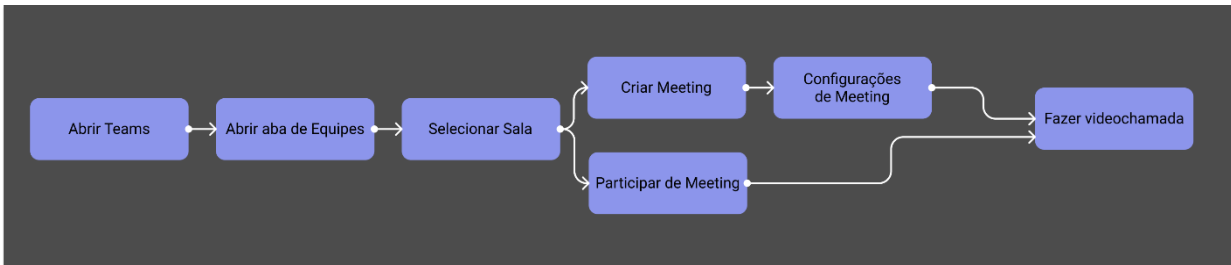 Abrir Teams
Abrir aba de Equipes
Selecionar Sala
Criar Meeting
Configurações
de Meeting
Participar de Meeting
Fazer videochamada